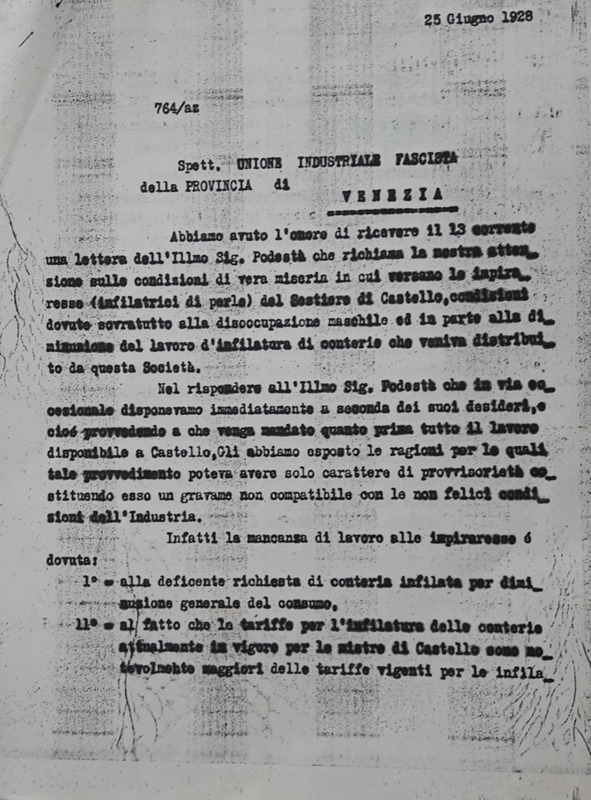 25 Giugno 1928
764/az
Spett. UNIONE INDUSTRIALE FASCISTA
della PROVINCIA di
VENEZIA
Abbiamo avuto l'onore di ricevere il 13 corrente
una lettera dell'Illmo Sig. Podestà che richiama la nostra atten_
sione sulle condizioni di vera miseria in cui versano le impira_
resse (infilatrici di perle) del Sestiere di Castello,condizioni
dovute sovratutto alla disoccupazione maschile ed in parte alla di_
minuzione del lavoro d'infilatura di conterie che veniva distribui_
to da questa Società.
Nel rispondere all'Illmo Sig. Podestà che in via oc_
cesionale disponevamo immediatamente a seconda dei suoi desideri,e
cioé provvedendo a che venga mandato quanto prima tutto il lavoro
disponibile a Castello,Gli abbiamo esposto le ragioni per le quali
tale provvedimento poteva avere solo carattere di provvisorietà co_
stituendo esso un gravame non compatibile con le non felici condi_
sioni dell'Industria.
Infatti la mancanza di lavoro alle impiraresse é
dovuta:
1° = alla deficente richiesta di conteria infilata per dimi_
nuzione generale del consumo.
11° = al fatto che le tariffe per l'infilatura delle conterie
attualmente in vigore per le mistre di Castello sono no_
tevolmente maggiori delle tariffe vigenti per le infila_